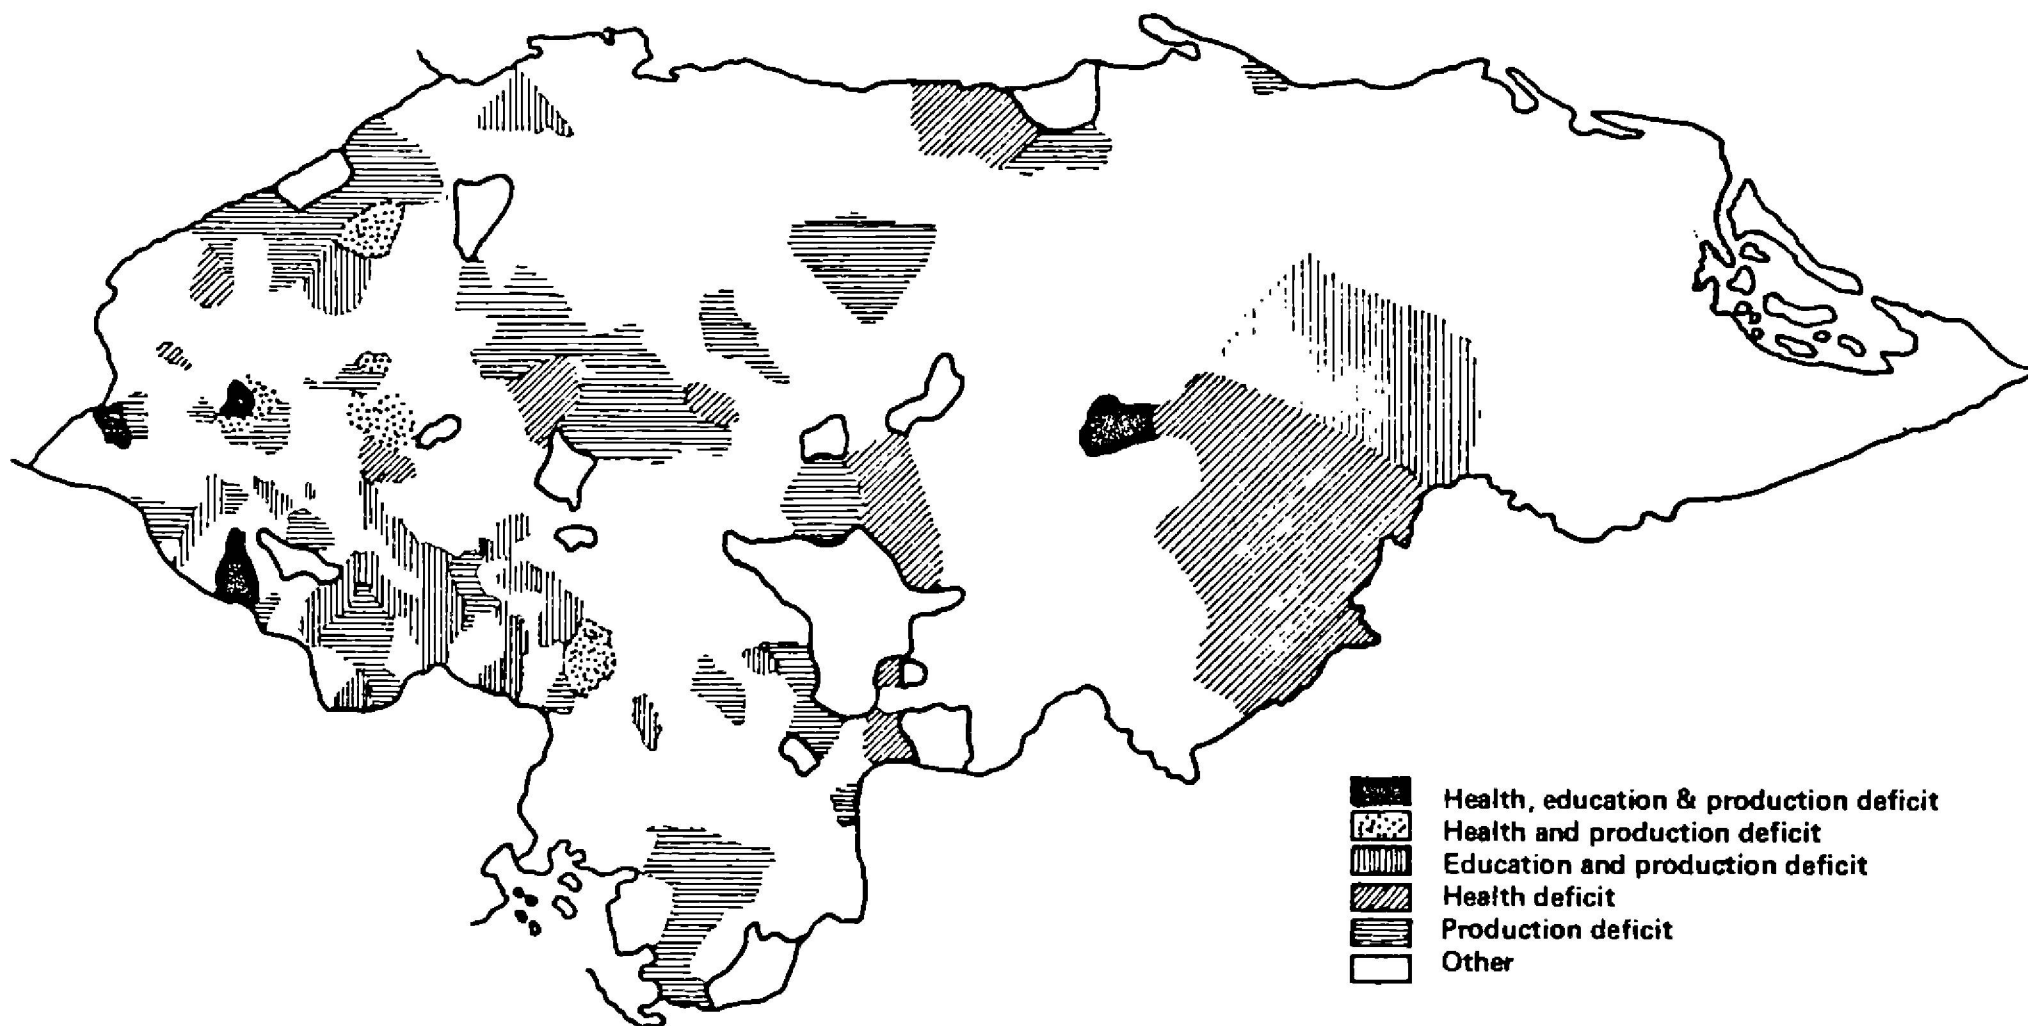 Health, education & production deficit
Health and production deficit
Education and production deficit
Health deficit
Production deficit
Other